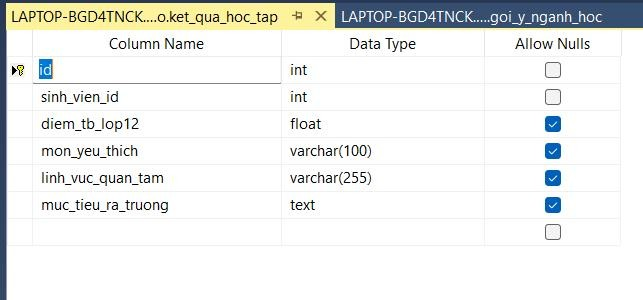 LAPTOP-BGD4TNCK....o.ket_qua_hoc_tap LAPTOP-BGD4TNCK.....goi_y_nganh_hoc
Column Name Data Type Allow Nulls
id int
sinh_vien_id int
diem_tb_lop12 float
mon_yeu_thich varchar(100)
linh_vuc_quan_tam varchar(255)
muc_tieu_ra_truong text